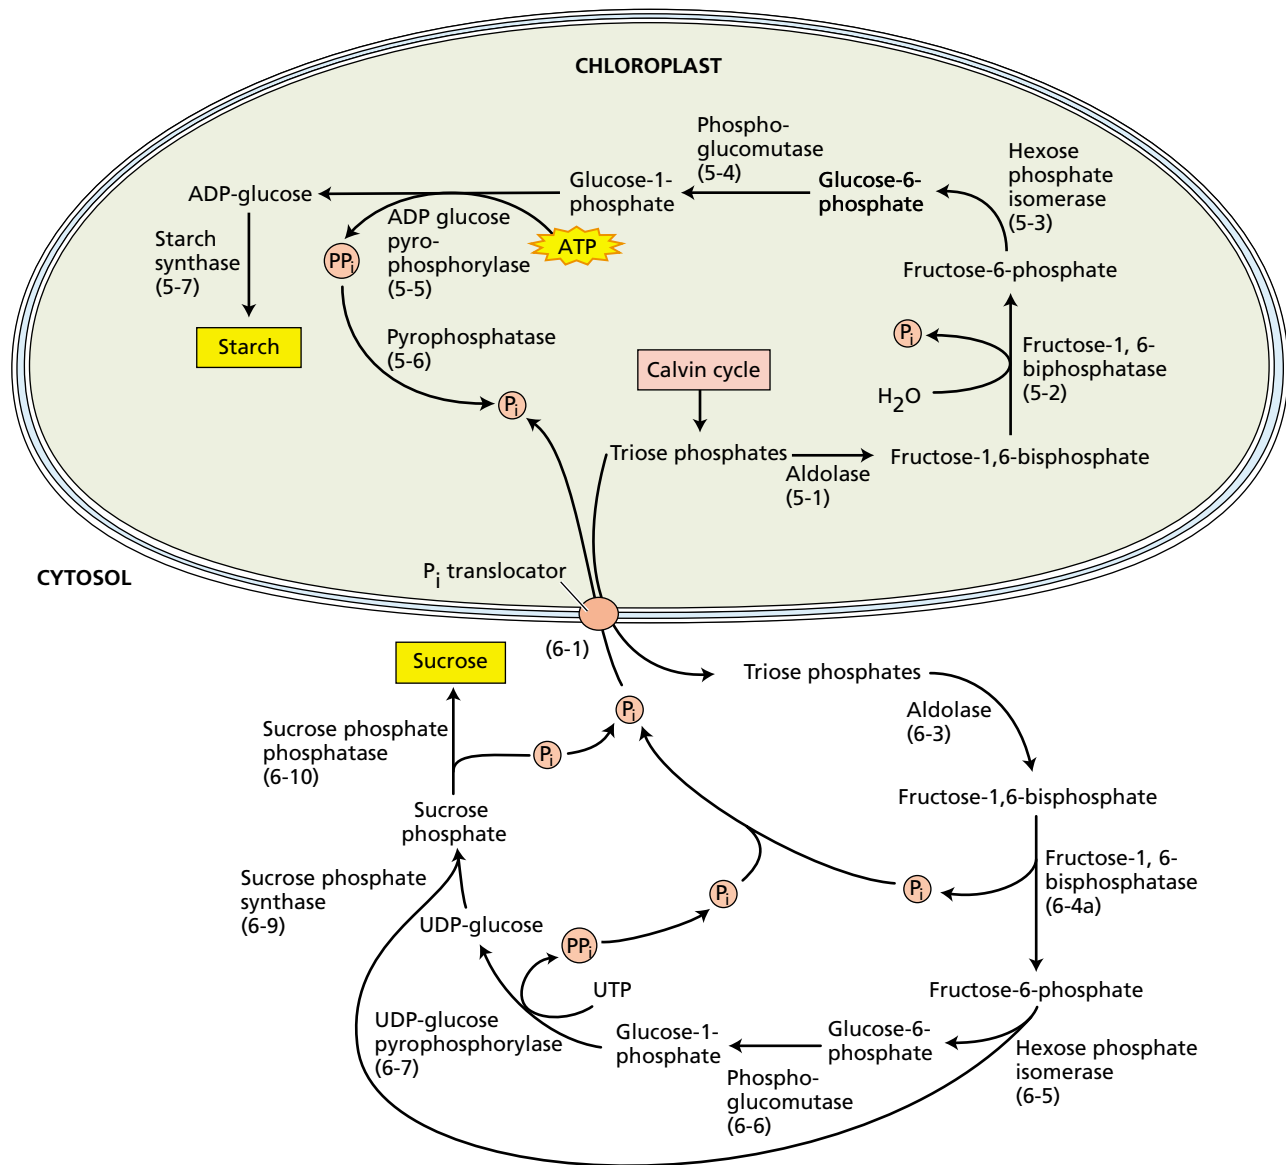 CHLOROPLAST
Phospho-
glucomutase
(5-4)
Hexose
phosphate
isomerase
(5-3)
ADP-glucose
Glucose-1-
phosphate
Glucose-6-
phosphate
Starch
synthase
(5-7)
ADP glucose
pyro-
phosphorylase
(5-5)
ATP
PPi
Fructose-6-phosphate
Starch
Pyrophosphatase
(5-6)
Pi
Fructose-1, 6-
biphosphatase
(5-2)
Calvin cycle
H2O
Pi
Triose phosphates
Aldolase
(5-1)
Fructose-1,6-bisphosphate
CYTOSOL
Pi translocator
(6-1)
Sucrose
Triose phosphates
Pi
Aldolase
(6-3)
Sucrose phosphate
phosphatase
(6-10)
Pi
Fructose-1,6-bisphosphate
Sucrose
phosphate
Fructose-1, 6-
bisphosphatase
(6-4a)
Sucrose phosphate
synthase
(6-9)
Pi
Pi
UDP-glucose
PPi
UTP
Fructose-6-phosphate
UDP-glucose
pyrophosphorylase
(6-7)
Glucose-1-
phosphate
Glucose-6-
phosphate
Hexose phosphate
isomerase
(6-5)
Phospho-
glucomutase
(6-6)